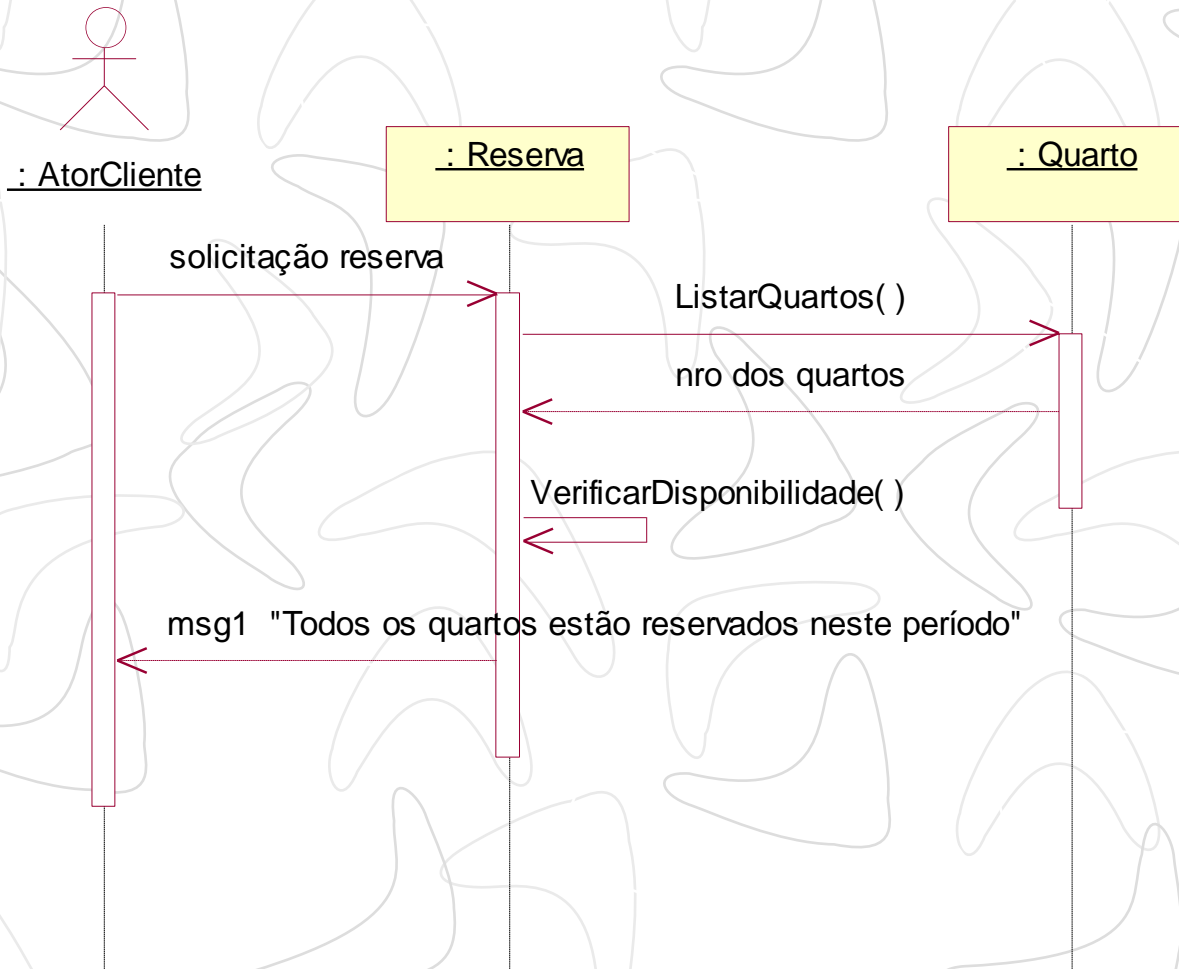 : AtorCliente
: Reserva
: Quarto
solicitação reserva
ListarQuartos( )
nro dos quartos
VerificarDisponibilidade( )
msg1 "Todos os quartos estão reservados neste período"